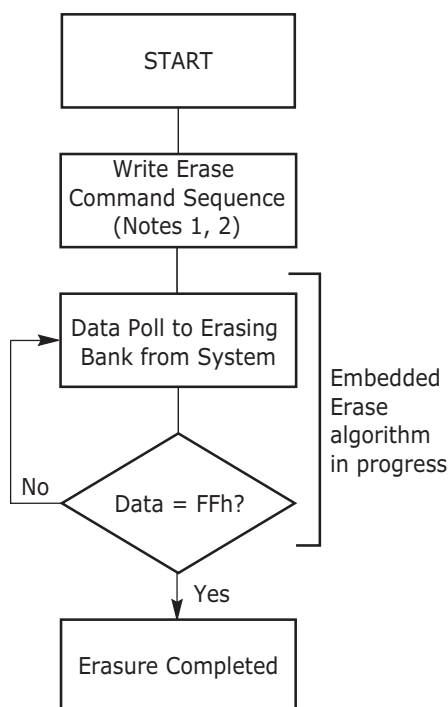 START
Write Erase
Command Sequence
(Notes 1, 2)
Data Poll to Erasing
Bank from System
Embedded
Erase
algorithm
in progress
No
Data = FFh?
Yes
Erasure Completed